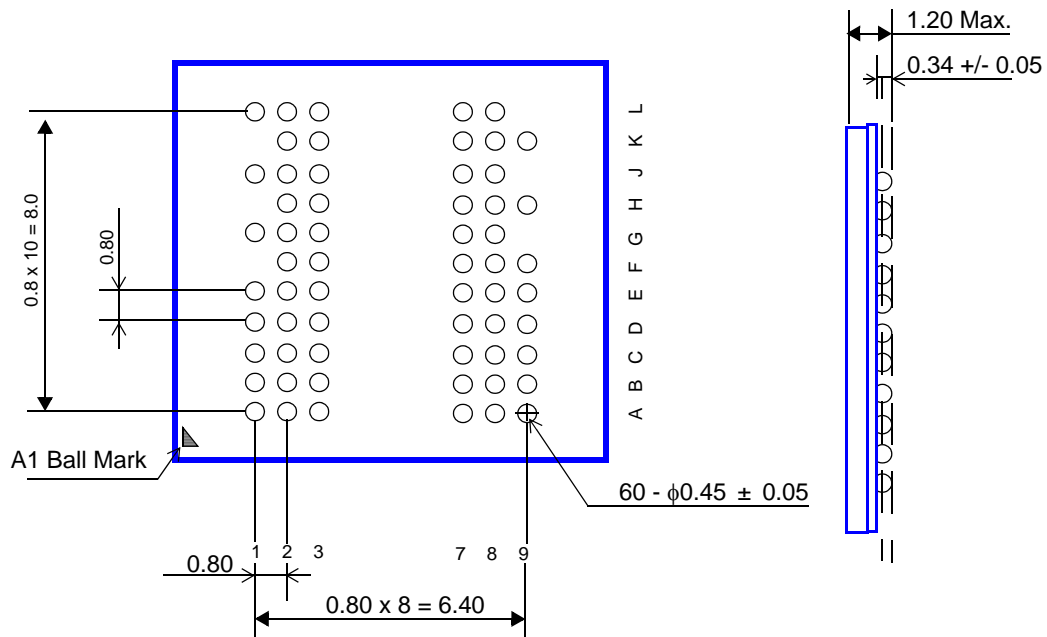 1.20 Max.
0.34 +/- 0.05
L
K
J
H
G
F
E
D
C
B
A
0.8 x 10 = 8.0
0.80
A1 Ball Mark
60 - ϕ0.45 ± 0.05
1 2 3 7 8 9
0.80
0.80 x 8 = 6.40